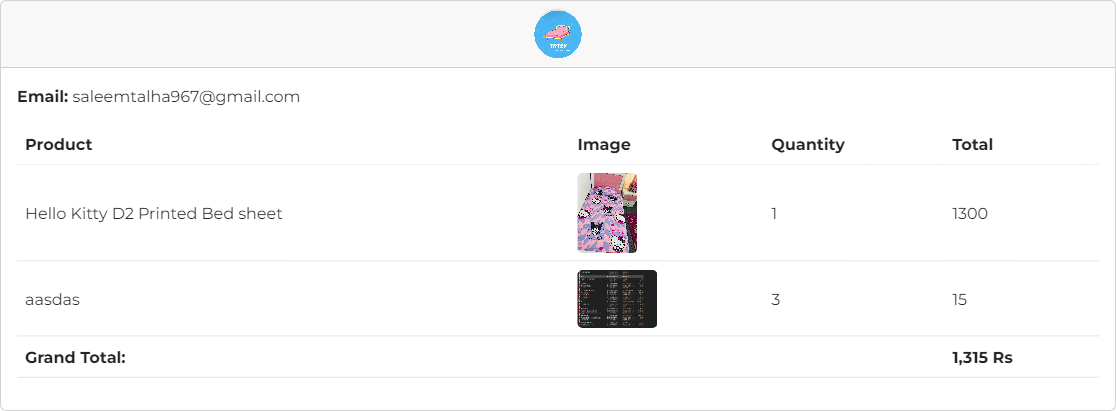 Email: saleemtalha967@gmail.com
Product Image Quantity Total
Hello Kitty D2 Printed Bed sheet 1 1300
aasdas 3 15
Grand Total: 1,315 Rs